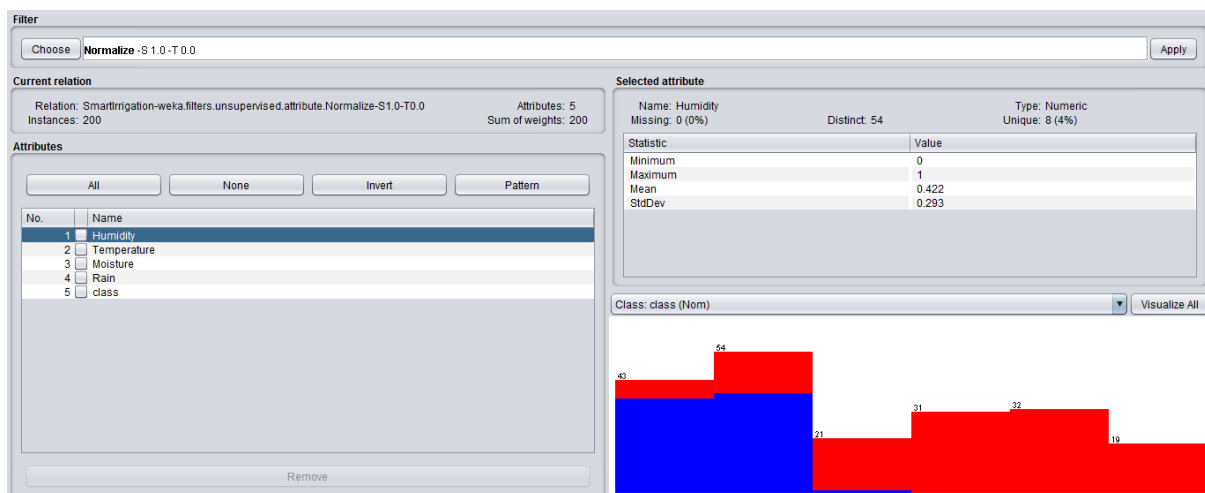 Filter
Choose Normalize -S 1.0 -T 0.0 Apply
Current relation
Relation: SmartIrrigation-weka.filters.unsupervised.attribute.Normalize-S1.0-T0.0 Attributes: 5
Instances: 200 Sum of weights: 200
Attributes
All None Invert Pattern
No. Name
1 Humidity
2 Temperature
3 Moisture
4 Rain
5 class
Remove
Selected attribute
Name: Humidity Type: Numeric
Missing: 0 (0%) Distinct: 54 Unique: 8 (4%)
Statistic Value
Minimum 0
Maximum 1
Mean 0.422
StdDev 0.293
Class: class (Nom) Visualize All
43 54 21 31 32 19